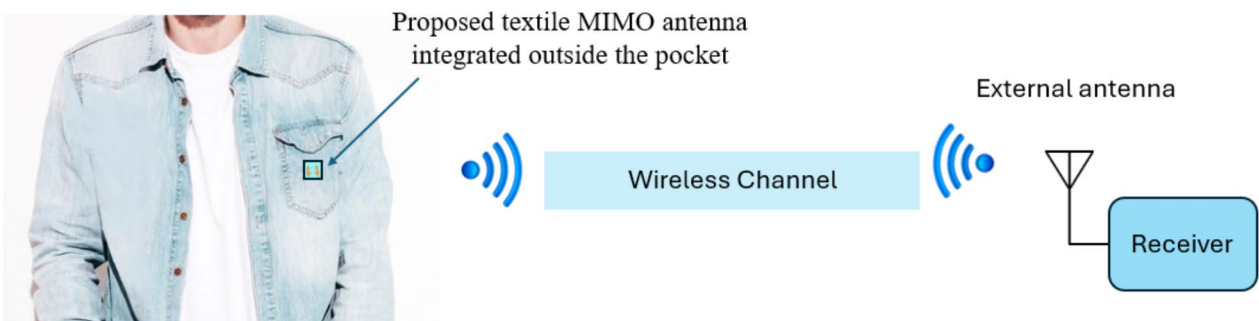 Proposed textile MIMO antenna
integrated outside the pocket
External antenna
Wireless Channel
Receiver